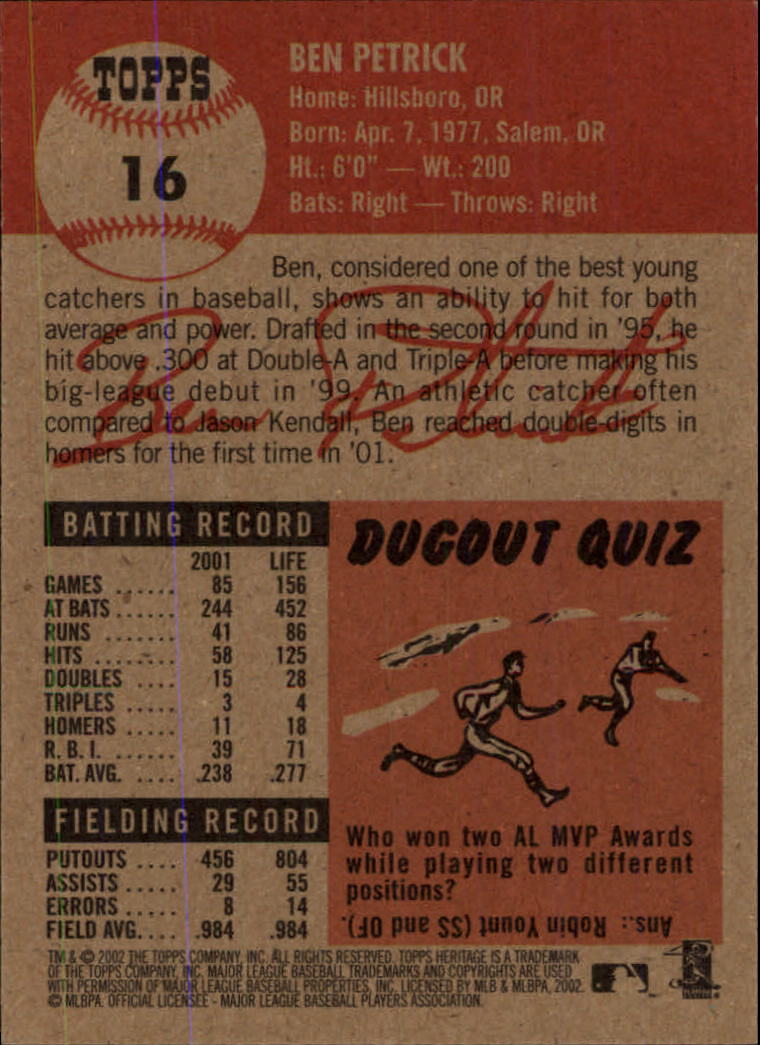 TOPPS
16
BEN PETRICK
Home: Hillsboro, OR
Born: Apr. 7, 1977, Salem, OR
Ht.: 6'0" — Wt.: 200
Bats: Right — Throws: Right
Ben, considered one of the best young
catchers in baseball, shows an ability to hit for both
average and power. Drafted in the second round in '95, he
hit above .300 at Double-A and Triple-A before making his
big-league debut in '99. An athletic catcher often
compared to Jason Kendall, Ben reached double-digits in
homers for the first time in '01.
Ben Petrick
BATTING RECORD
2001 LIFE
GAMES ...... 85 156
AT BATS ...... 244 452
RUNS ....... 41 86
HITS ........ 58 125
DOUBLES .... 15 28
TRIPLES ..... 3 4
HOMERS ..... 11 18
R.B.I. ...... 39 71
BAT. AVG. .... .238 .277
FIELDING RECORD
PUTOUTS .... 456 804
ASSISTS ..... 29 55
ERRORS ..... 8 14
FIELD AVG.... .984 .984
DUGOUT QUIZ
Who won two AL MVP Awards
while playing two different
positions?
Ans.: Robin Yount (SS and OF).
TM & © 2002 THE TOPPS COMPANY, INC. ALL RIGHTS RESERVED. TOPPS HERITAGE IS A TRADEMARK
OF THE TOPPS COMPANY, INC. MAJOR LEAGUE BASEBALL TRADEMARKS AND COPYRIGHTS ARE USED
WITH PERMISSION OF MAJOR LEAGUE BASEBALL PROPERTIES, INC. LICENSED BY MLB & MLBPA, 2002.
© MLBPA. OFFICIAL LICENSEE - MAJOR LEAGUE BASEBALL PLAYERS ASSOCIATION.